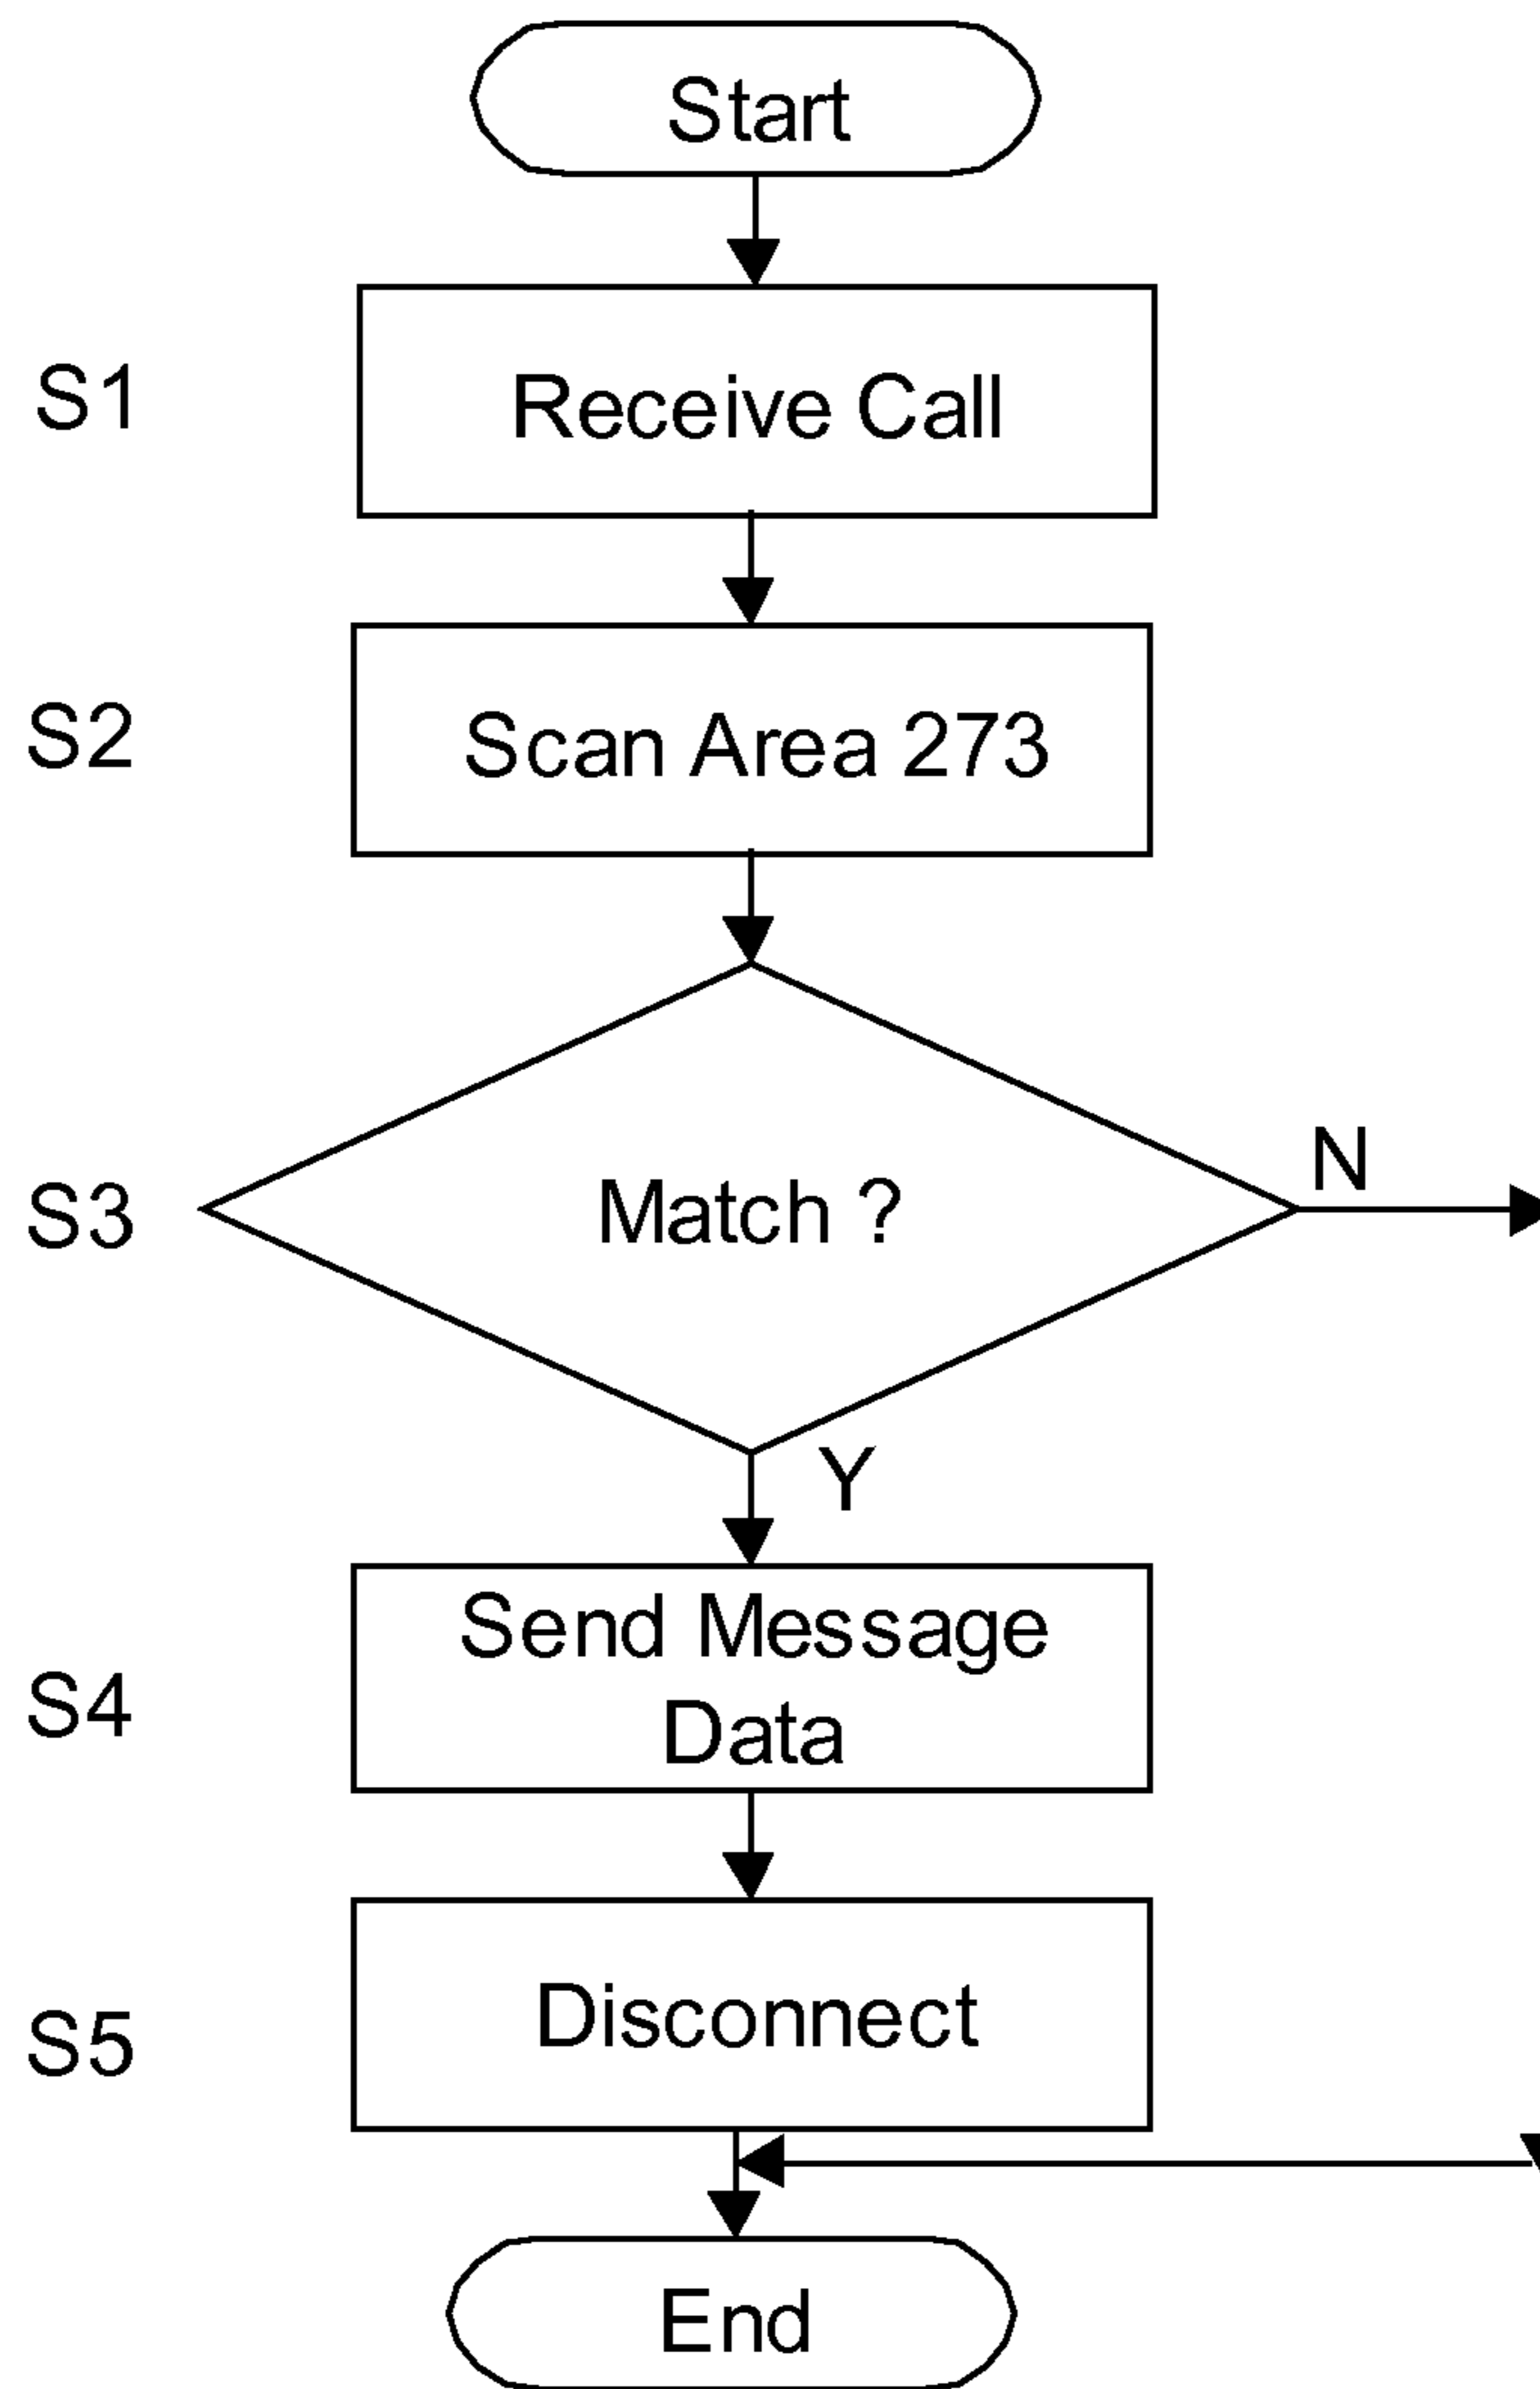 Start
S1
Receive Call
S2
Scan Area 273
S3
Match ?
N
Y
S4
Send Message
Data
S5
Disconnect
End